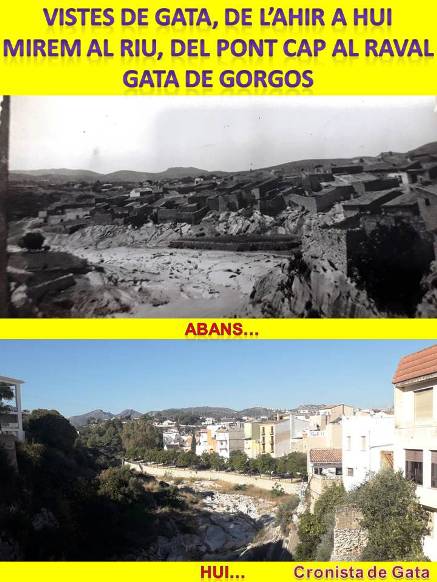 VISTES DE GATA, DE L'AHIR A HUI
MIREM AL RIU, DEL PONT CAP AL RAVAL
GATA DE GORGOS
ABANS...
HUI...
Cronista de Gata